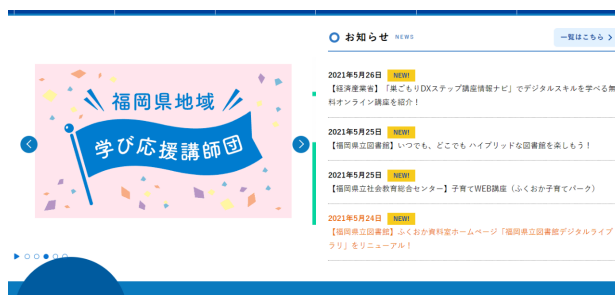 福岡県地域
学び応援講師団
お知らせ NEWS
一覧はこちら
2021年5月26日 NEW!
【経済産業省】「巣ごもりDXステップ講座情報ナビ」でデジタルスキルを学べる無
料オンライン講座を紹介！
2021年5月25日 NEW!
【福岡県立図書館】いつでも、どこでも ハイブリッドな図書館を楽しもう！
2021年5月25日 NEW!
【福岡県立社会教育総合センター】子育てWEB講座（ふくおか子育てパーク）
2021年5月24日 NEW!
【福岡県立図書館】ふくおか資料室ホームページ「福岡県立図書館デジタルライブ
ラリ」をリニューアル！